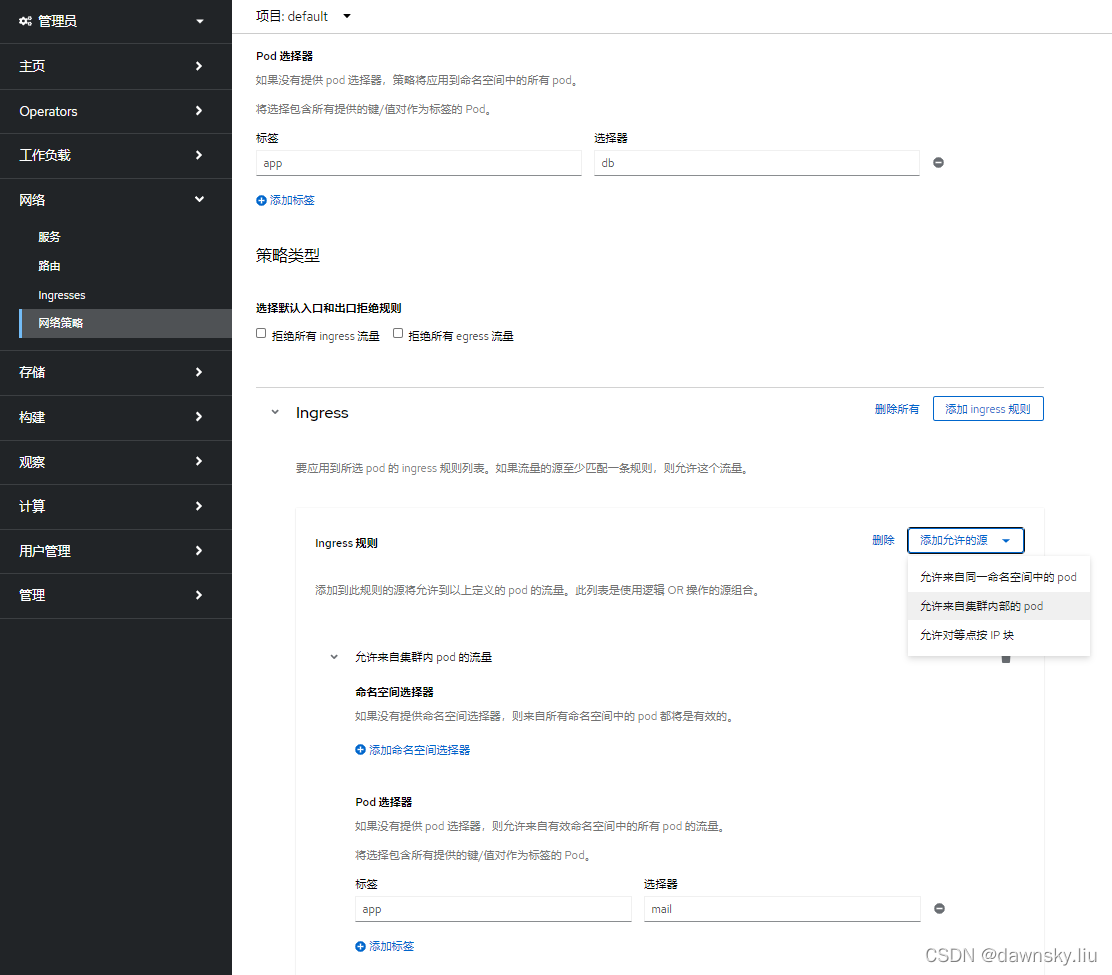 管理员
主页
Operators
工作负载
网络
服务
路由
Ingresses
网络策略
存储
构建
观察
计算
用户管理
管理
项目: default
Pod 选择器
如果没有提供 pod 选择器，策略将应用到命名空间中的所有 pod。
将选择包含所有提供的键/值对作为标签的 Pod。
标签 选择器
app db
添加标签
策略类型
选择默认入口和出口拒绝规则
拒绝所有 ingress 流量 拒绝所有 egress 流量
Ingress 删除所有 添加 ingress 规则
要应用到所选 pod 的 ingress 规则列表。如果流量的源至少匹配一条规则，则允许这个流量。
Ingress 规则 删除 添加允许的源
允许来自同一命名空间中的 pod
允许来自集群内部的 pod
允许对等点按 IP 块
添加到此规则的源将允许到以上定义的 pod 的流量。此列表是使用逻辑 OR 操作的源组合。
允许来自集群内 pod 的流量
命名空间选择器
如果没有提供命名空间选择器，则来自所有命名空间中的 pod 都将是有效的。
添加命名空间选择器
Pod 选择器
如果没有提供 pod 选择器，则允许来自有效命名空间中的所有 pod 的流量。
将选择包含所有提供的键/值对作为标签的 Pod。
标签 选择器
app mail
添加标签
CSDN @dawnsky.liu